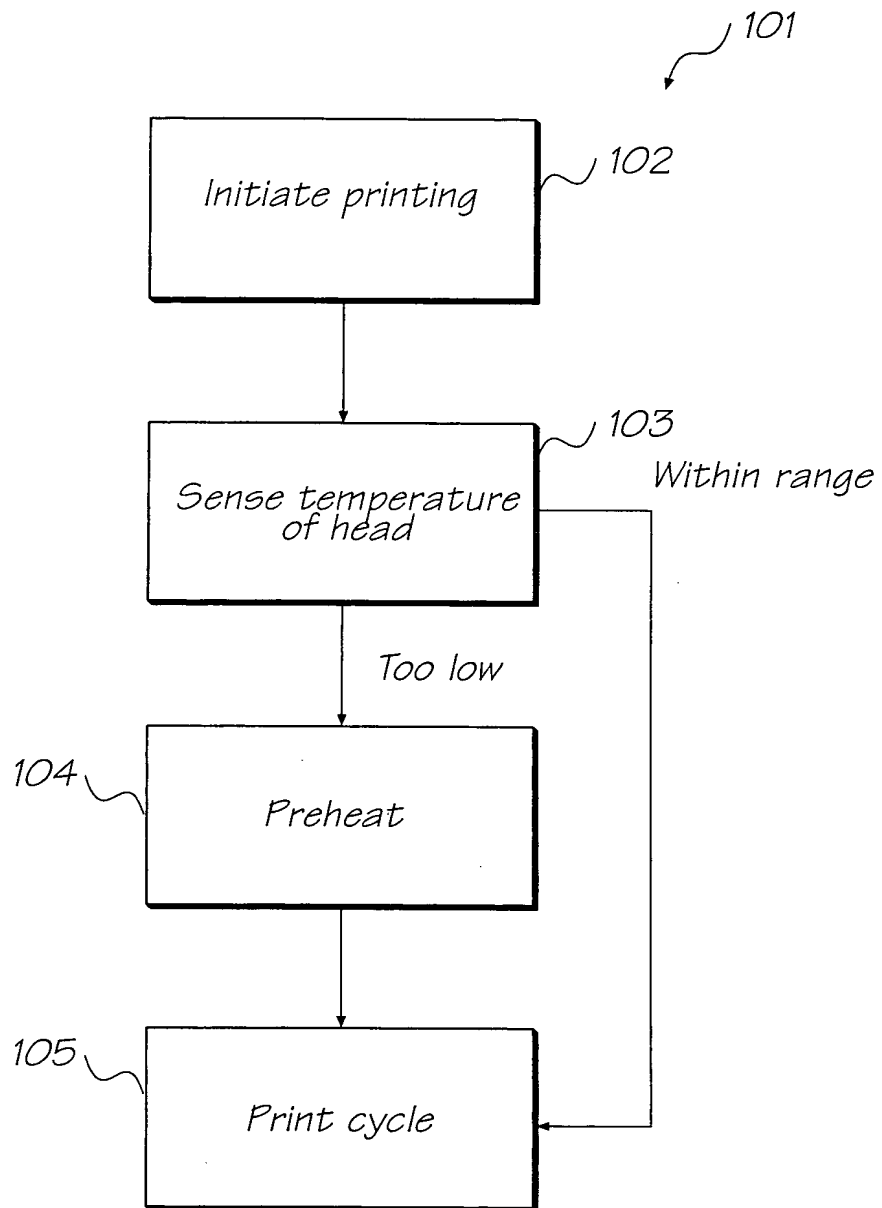 101
Initiate printing
102
103
Within range
Sense temperature
of head
Too low
104
Preheat
105
Print cycle